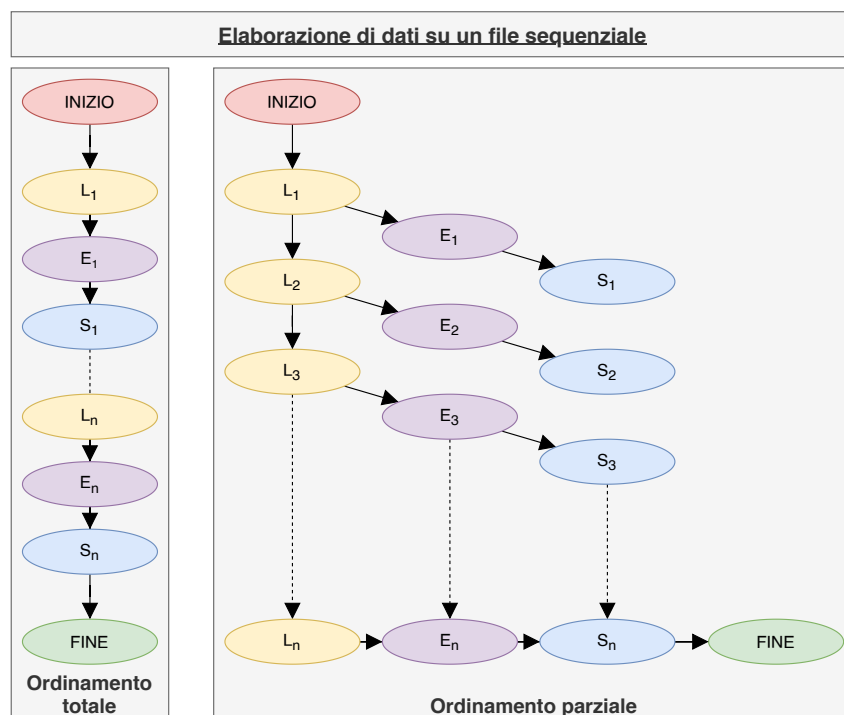 Elaborazione di dati su un file sequenziale
INIZIO
L1
E1
S1
Ln
En
Sn
FINE
Ordinamento
totale
INIZIO
L1
E1
S1
L2
E2
S2
L3
E3
S3
Ln
En
Sn
FINE
Ordinamento parziale